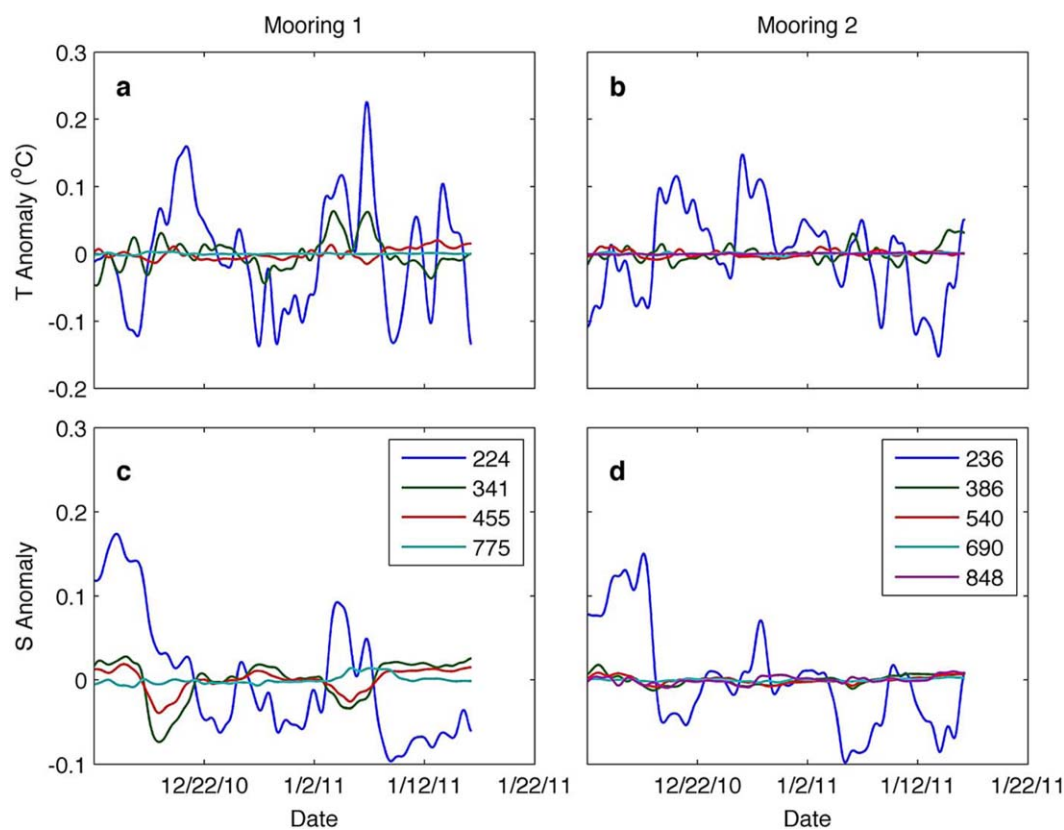 Mooring 1
Mooring 2
T Anomaly (°C)
0.3
0.2
0.1
0
-0.1
-0.2
a
b
S Anomaly
0.3
0.2
0.1
0
-0.1
c
224
341
455
775
d
236
386
540
690
848
12/22/10 1/2/11 1/12/11 1/22/11
12/22/10 1/2/11 1/12/11 1/22/11
Date
Date